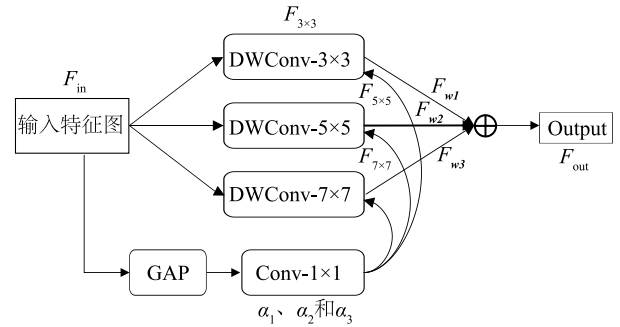 F3×3
DWConv-3×3
Fin
输入特征图
Fw1
F5×5
DWConv-5×5
Fw2
Output
Fout
F7×7
Fw3
DWConv-7×7
GAP
Conv-1×1
α1、α2和α3